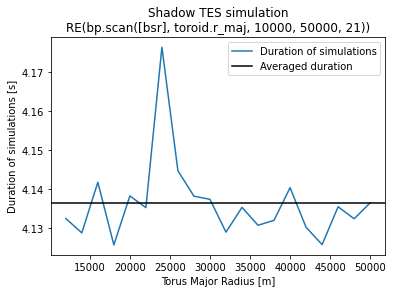 Shadow TES simulation
RE(bp.scan([bsr], toroid.r_maj, 10000, 50000, 21))
Duration of simulations
Averaged duration
Duration of simulations [s]
4.17
4.16
4.15
4.14
4.13
15000 20000 25000 30000 35000 40000 45000 50000
Torus Major Radius [m]